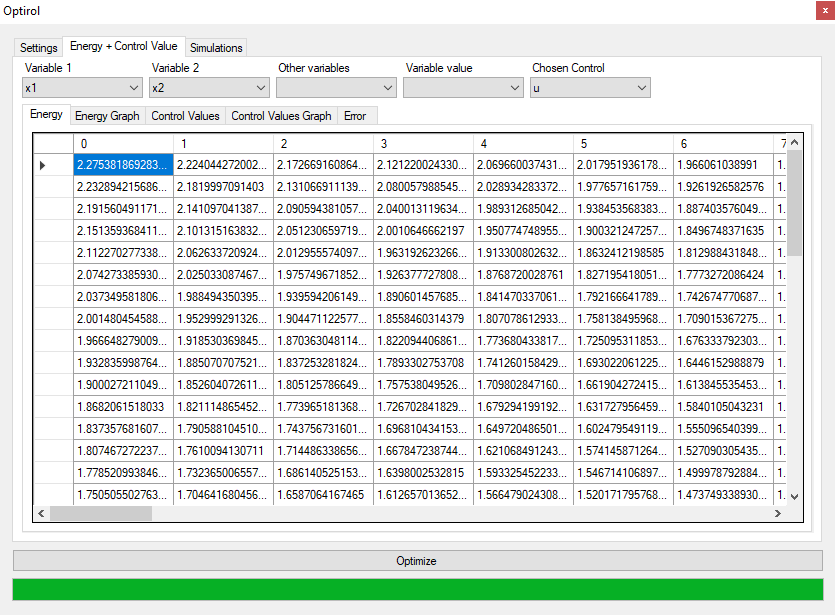 Optirol x
Settings Energy + Control Value Simulations
Variable 1 Variable 2 Other variables Variable value Chosen Control
x1 x2 u
Energy Energy Graph Control Values Control Values Graph Error
0 1 2 3 4 5 6 7
2.275381869283... 2.224044272002... 2.172669160864... 2.121220024330... 2.069660037431... 2.017951936178... 1.966061038991 1.
2.232894215686... 2.1819997091403 2.131066911139... 2.080057988545... 2.028934283372... 1.977657161759... 1.9261926582576 1.
2.191560491171... 2.141097041387... 2.090594381057... 2.040013119634... 1.989312685042... 1.938453568383... 1.887403576049... 1.
2.151359368411... 2.101315163832... 2.051230659719... 2.0010646662197 1.950774748955... 1.900321247257... 1.8496748371635 1.
2.112270277338... 2.062633720924... 2.012955574097... 1.963192623266... 1.913300802632... 1.8632412198585 1.812988431848... 1.
2.074273385930... 2.025033087467... 1.975749671852... 1.926377727808... 1.8768720028761 1.827195418051... 1.7773272086424 1.
2.037349581806... 1.988494350395... 1.939594206149... 1.890601457685... 1.841470337061... 1.792166641789... 1.742674770687... 1.
2.001480454588... 1.952999291326... 1.904471122577... 1.8558460314379 1.807078612933... 1.758138495968... 1.709015367275... 1.
1.966648279009... 1.918530369845... 1.870363048114... 1.822094406861... 1.773680433817... 1.725095311853... 1.676333792303... 1.
1.932835998764... 1.885070707521... 1.837253281824... 1.7893302753708 1.741260158429... 1.693022061225... 1.6446152988879 1.
1.900027211049... 1.852604072611... 1.805125786649... 1.757538049526... 1.709802847160... 1.661904272415... 1.613845535453... 1.
1.8682061518033 1.821114865452... 1.773965181368... 1.726702841829... 1.679294199192... 1.631727956459... 1.5840105043231 1.
1.837357681607... 1.790588104510... 1.743756731601... 1.696810434153... 1.649720486501... 1.602479549119... 1.555096540399... 1.
1.807467272237... 1.7610094130711 1.714486338656... 1.667847238744... 1.621068491243... 1.574145871264... 1.527090305435... 1.
1.778520993846... 1.732365006557... 1.686140525153... 1.6398002532815 1.593325452233... 1.546714106897... 1.499978792884... 1.
1.750505502763... 1.704641680456... 1.6587064167465 1.612657013652... 1.566479024308... 1.520171795768... 1.473749338930... 1.
Optimize